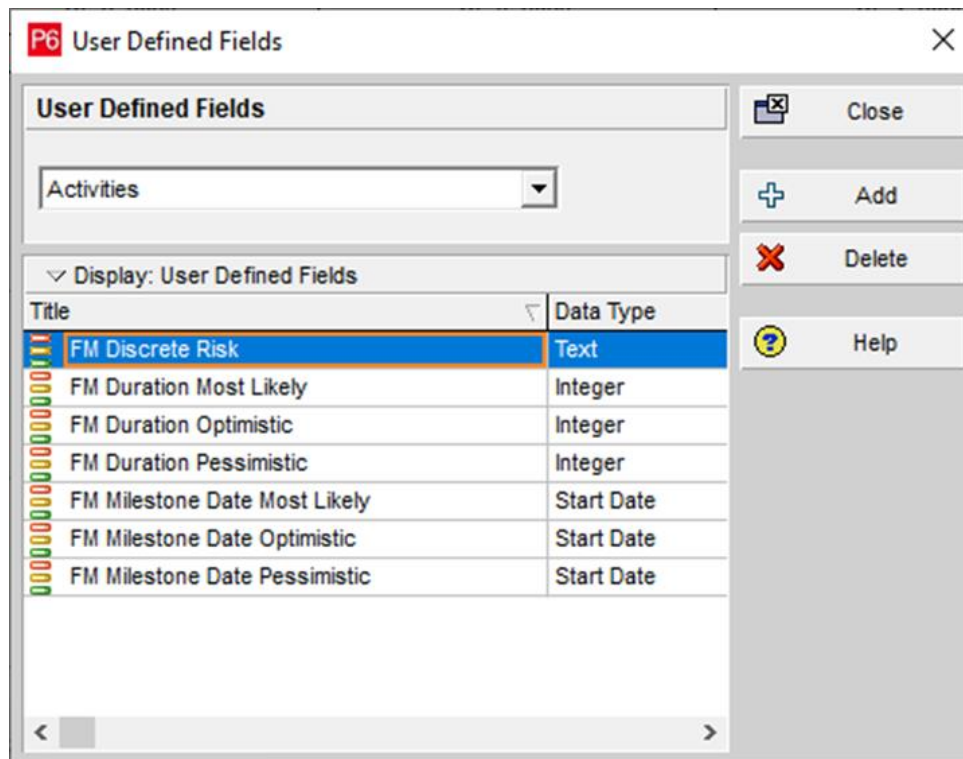 P6 User Defined Fields
User Defined Fields
Close
Activities
Add
Delete
Display: User Defined Fields
Title Data Type
Help
FM Discrete Risk Text
FM Duration Most Likely Integer
FM Duration Optimistic Integer
FM Duration Pessimistic Integer
FM Milestone Date Most Likely Start Date
FM Milestone Date Optimistic Start Date
FM Milestone Date Pessimistic Start Date